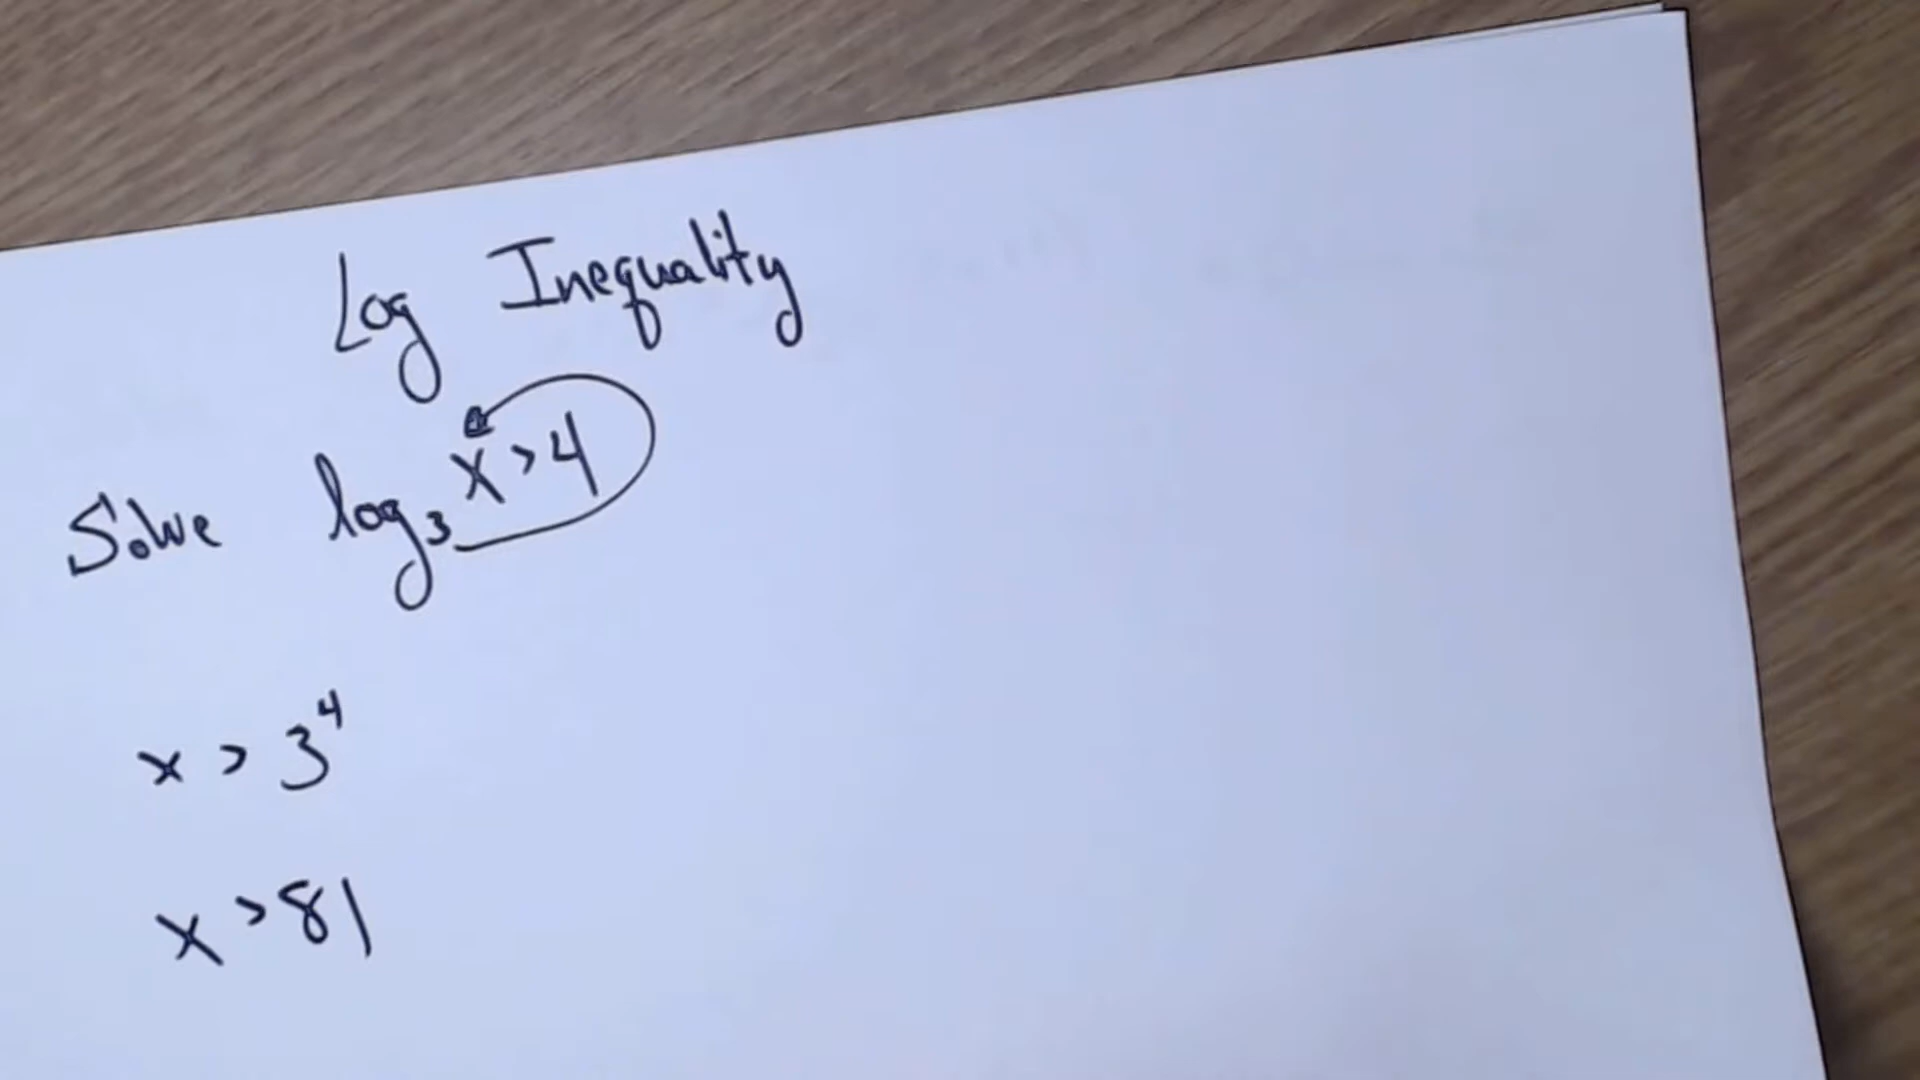 Log Inequality
Solve log₃ x > 4
x > 3⁴
x > 81